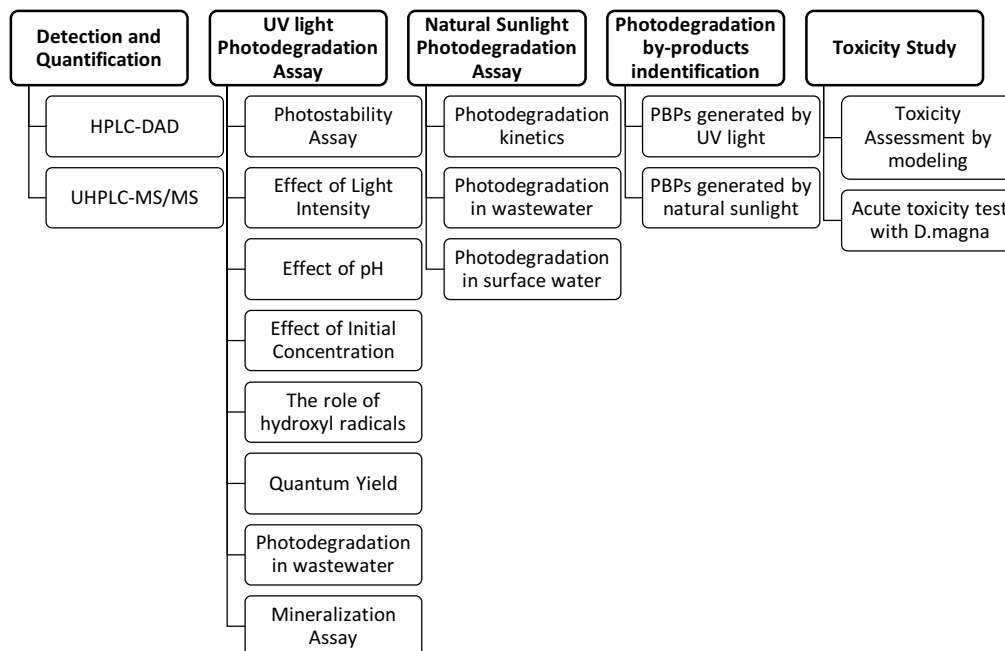 Detection and
Quantification
HPLC-DAD
UHPLC-MS/MS
UV light
Photodegradation
Assay
Photostability
Assay
Effect of Light
Intensity
Effect of pH
Effect of Initial
Concentration
The role of
hydroxyl radicals
Quantum Yield
Photodegradation
in wastewater
Mineralization
Assay
Natural Sunlight
Photodegradation
Assay
Photodegradation
kinetics
Photodegradation
in wastewater
Photodegradation
in surface water
Photodegradation
by-products
indentification
PBPs generated by
UV light
PBPs generated by
natural sunlight
Toxicity Study
Toxicity
Assessment by
modeling
Acute toxicity test
with D.magna